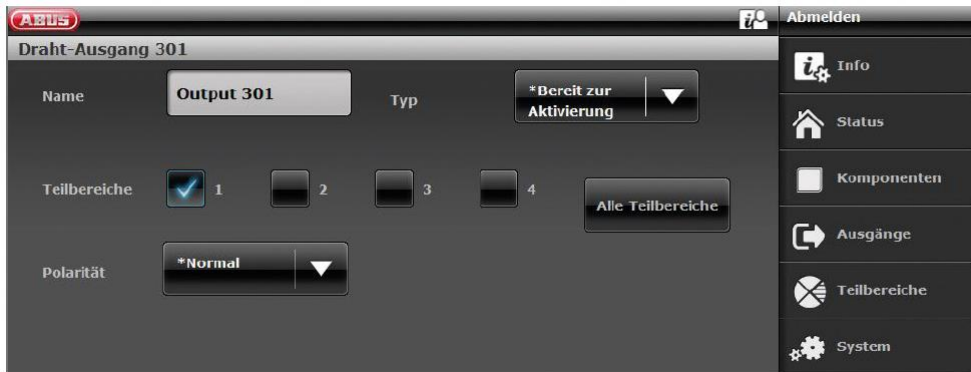 ABUS
Abmelden
Draht-Ausgang 301
Name
Output 301
Typ
*Bereit zur
Aktivierung
Teilbereiche
1
2
3
4
Alle Teilbereiche
Polarität
*Normal
Info
Status
Komponenten
Ausgänge
Teilbereiche
System